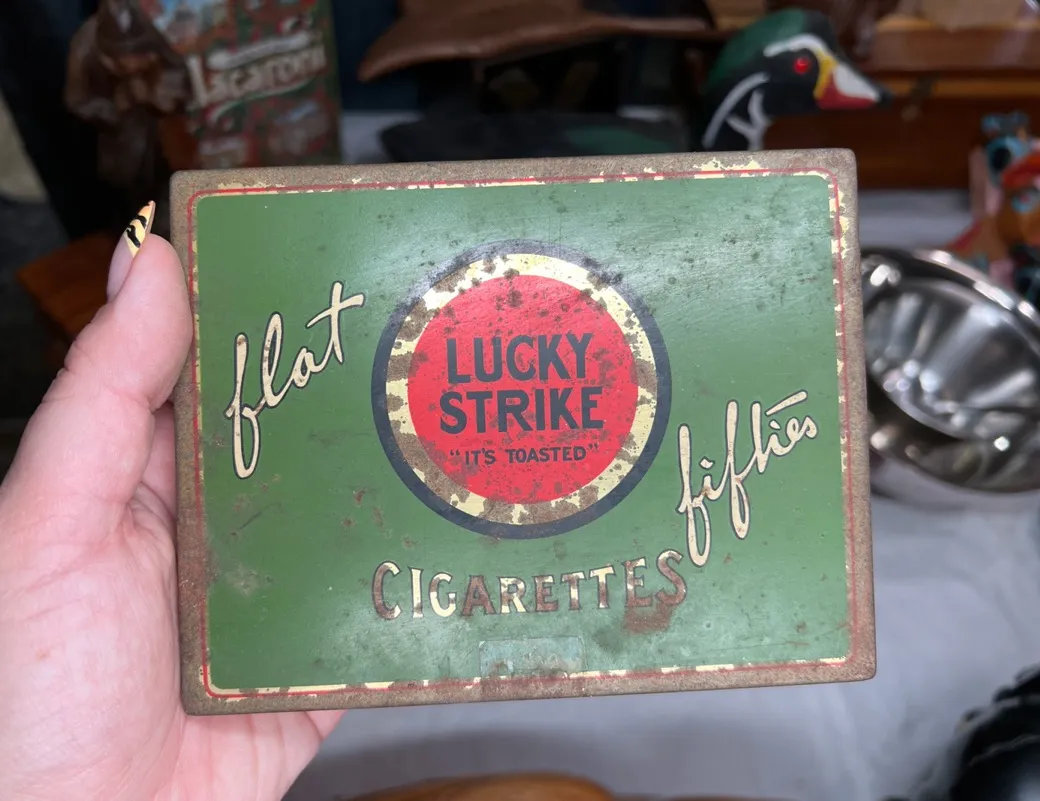 flat
LUCKY
STRIKE
"IT'S TOASTED"
fifties
CIGARETTES